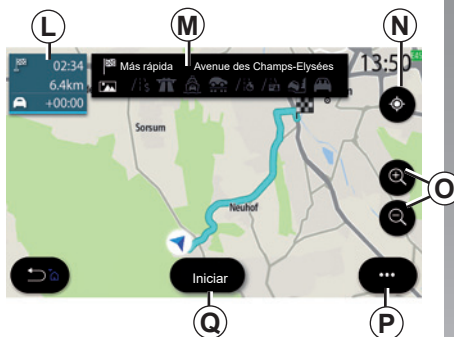 L
M
N
02:34
6.4km
+00:00
Más rápida Avenue des Champs-Elysées
13:50
Sorsum
Neuhof
O
Iniciar
Q
P